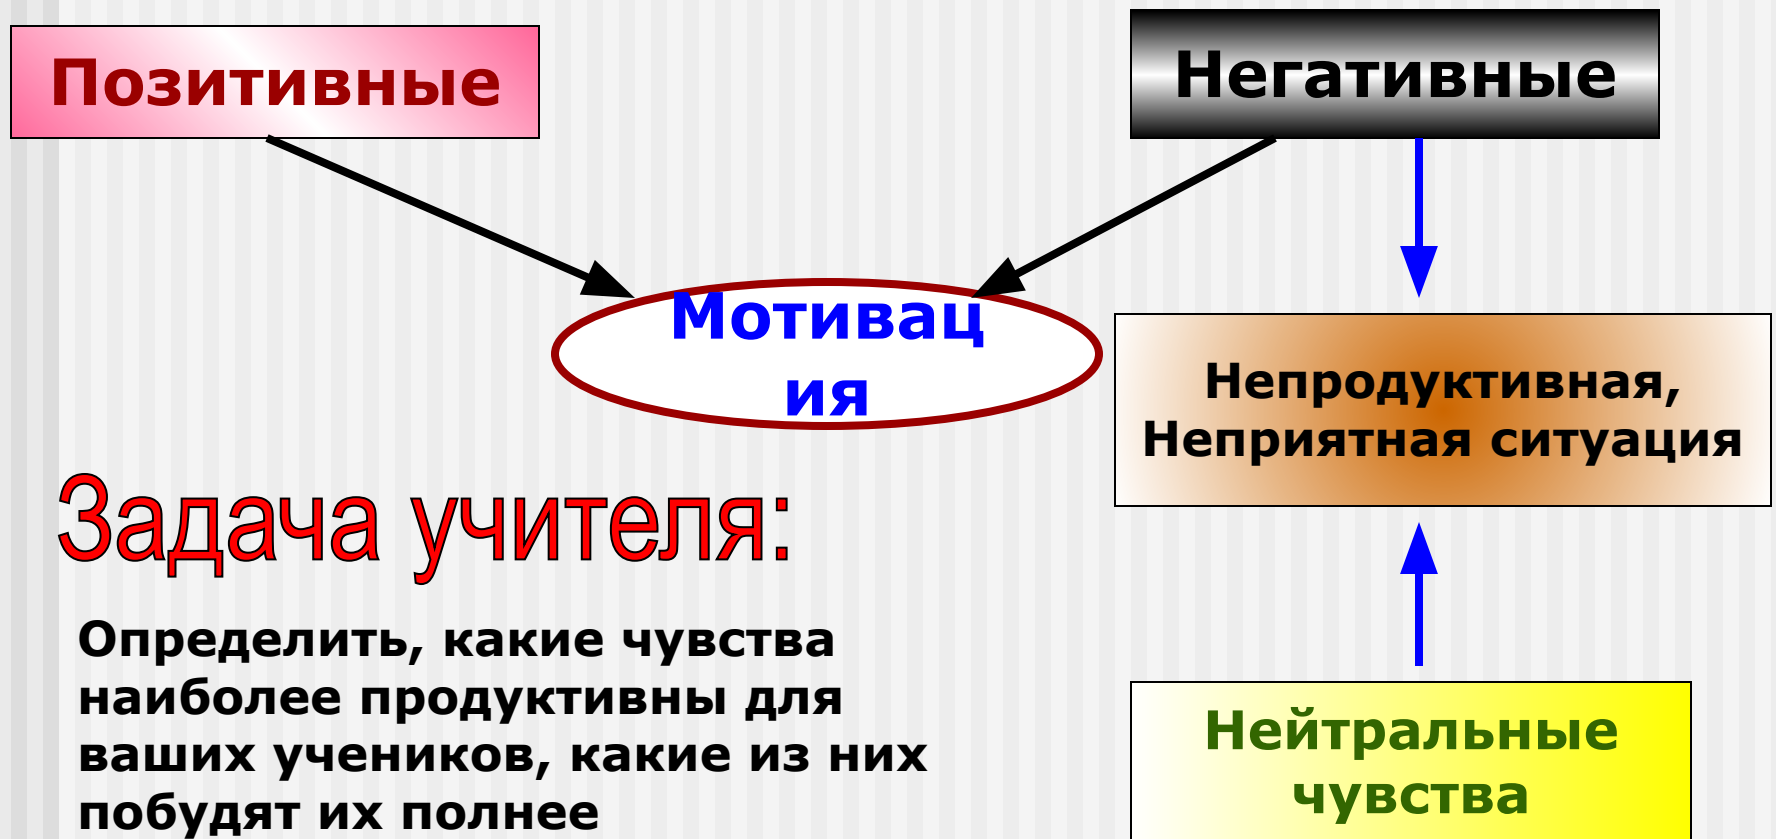 Позитивные
Негативные
Мотивац
ия
Непродуктивная,
Неприятная ситуация
Задача учителя:
Определить, какие чувства
наиболее продуктивны для
ваших учеников, какие из них
побудят их полнее
Нейтральные
чувства